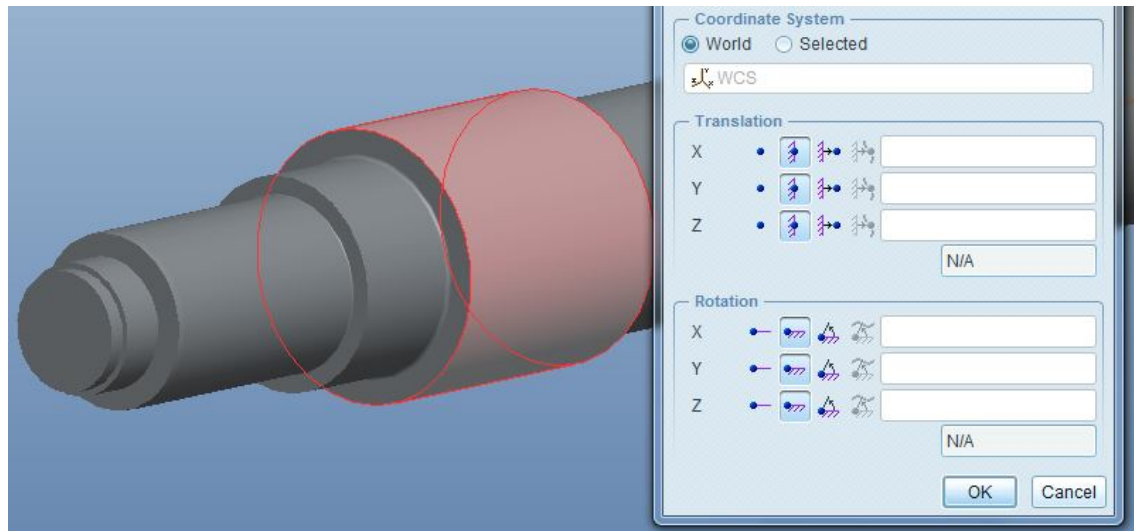 Coordinate System
World Selected
WCS
Translation
X
Y
Z
N/A
Rotation
X
Y
Z
N/A
OK Cancel